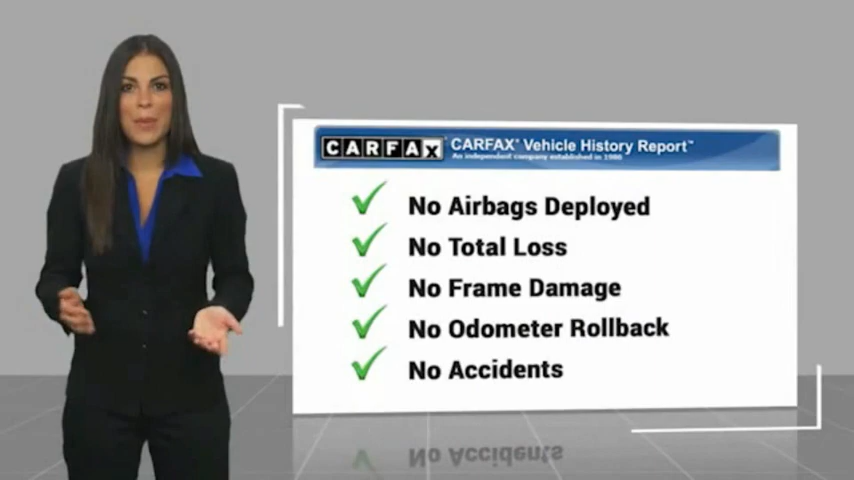 CARFAX CARFAX® Vehicle History Report™
An independent company established in 1986
No Airbags Deployed
No Total Loss
No Frame Damage
No Odometer Rollback
No Accidents
No Accidents